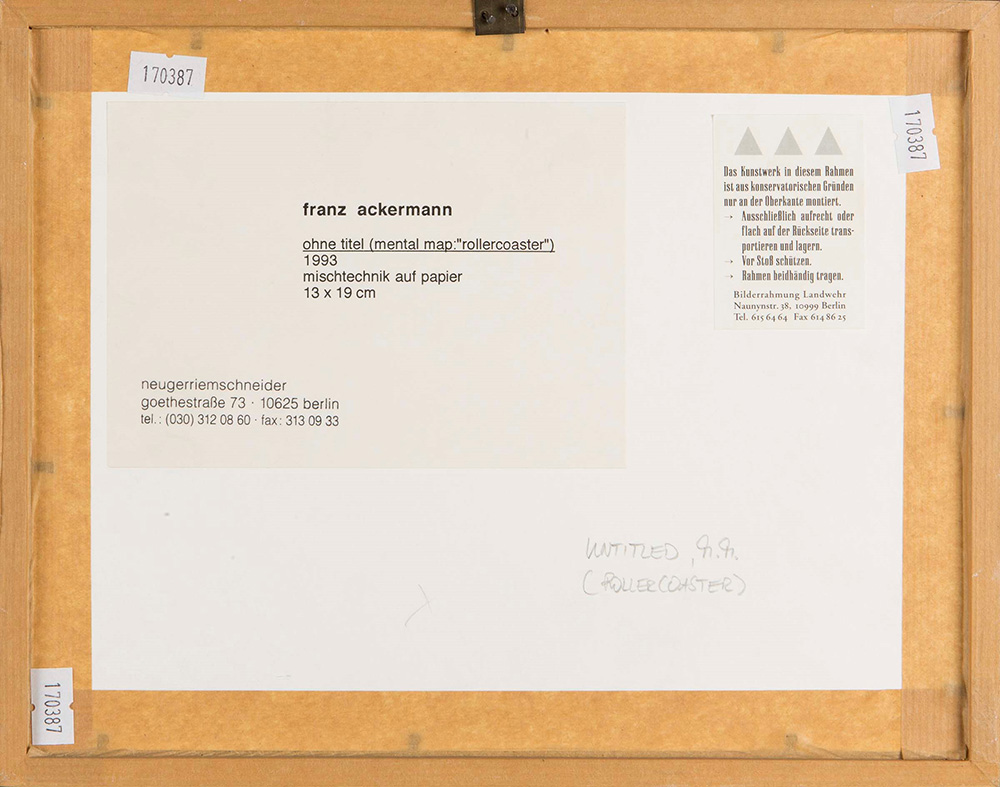 170387
170387
franz ackermann
ohne titel (mental map:"rollercoaster")
1993
mischtechnik auf papier
13 x 19 cm
neugerriemschneider
goethestraße 73 · 10625 berlin
tel.: (030) 312 08 60 · fax: 313 09 33
Das Kunstwerk in diesem Rahmen
ist aus konservatorischen Gründen
nur an der Oberkante montiert.
→ Ausschließlich aufrecht oder
flach auf der Rückseite trans-
portieren und lagern.
→ Vor Stoß schützen.
→ Rahmen beidhändig tragen.
Bilderrahmung Landwehr
Naunynstr. 38, 10999 Berlin
Tel. 615 64 64 Fax 614 86 25
UNTITLED,
(ROLLERCOASTER)
170387